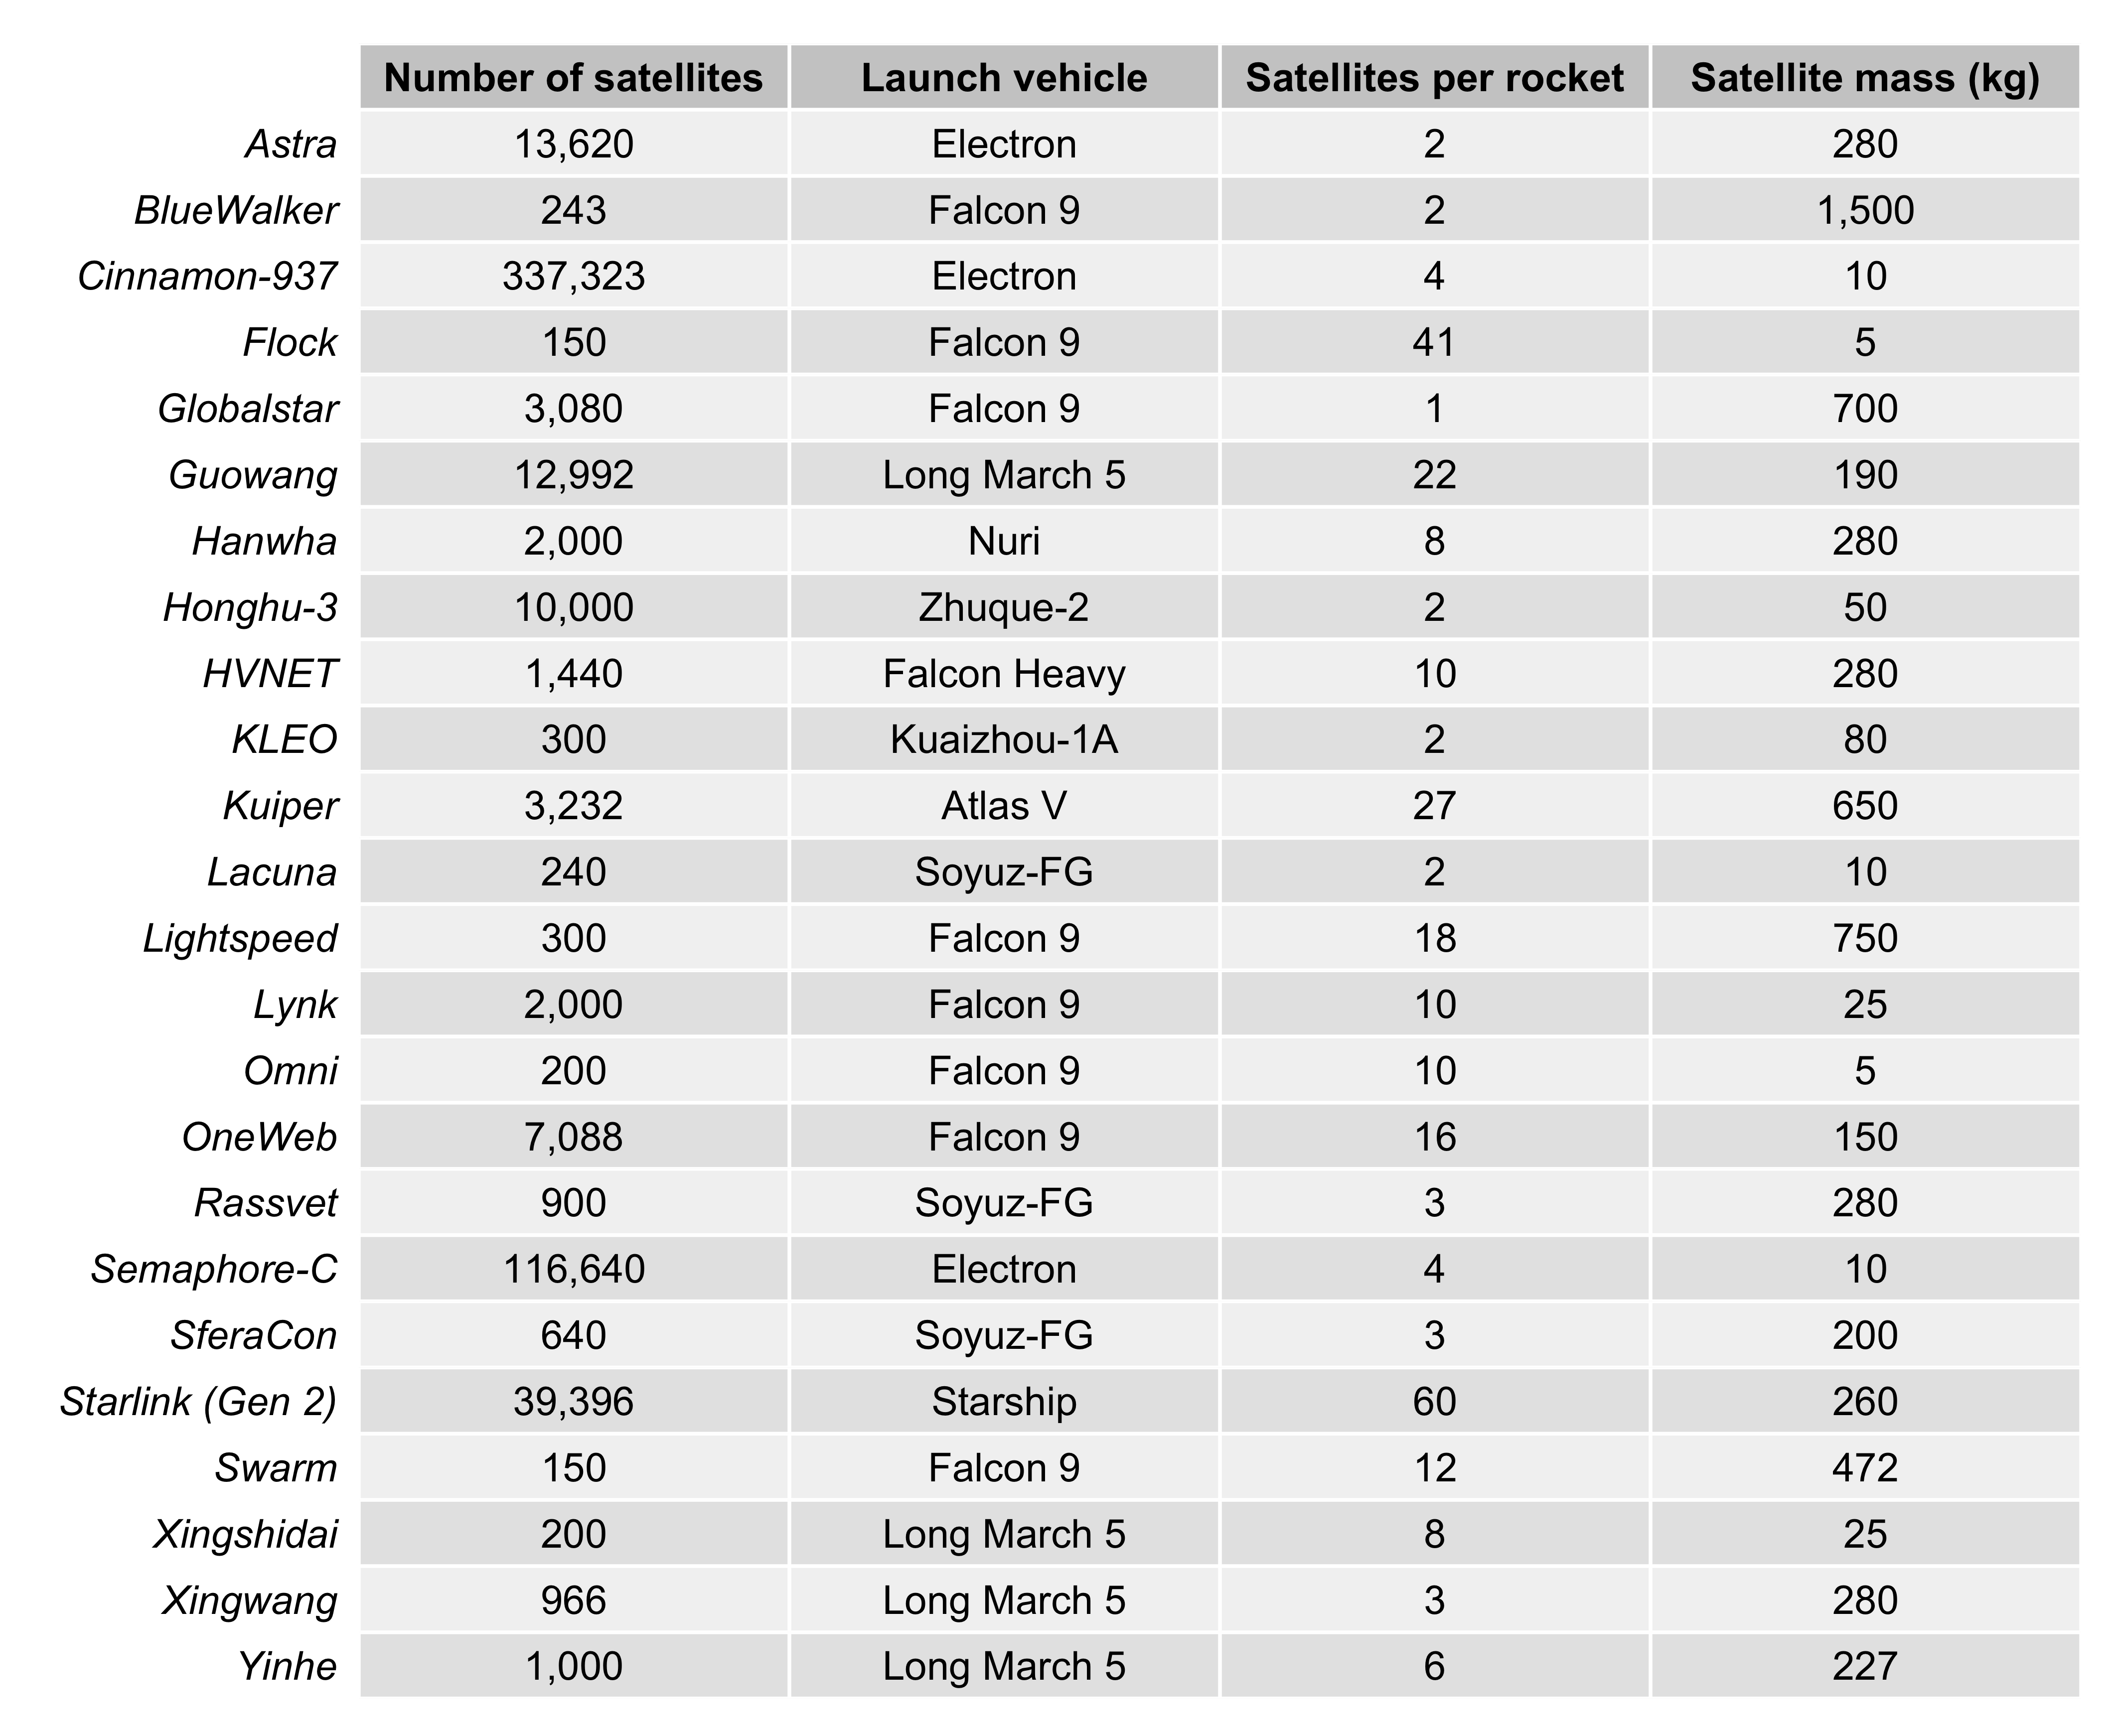 Number of satellites Launch vehicle Satellites per rocket Satellite mass (kg)
Astra 13,620 Electron 2 280
BlueWalker 243 Falcon 9 2 1,500
Cinnamon-937 337,323 Electron 4 10
Flock 150 Falcon 9 41 5
Globalstar 3,080 Falcon 9 1 700
Guowang 12,992 Long March 5 22 190
Hanwha 2,000 Nuri 8 280
Honghu-3 10,000 Zhuque-2 2 50
HVNET 1,440 Falcon Heavy 10 280
KLEO 300 Kuaizhou-1A 2 80
Kuiper 3,232 Atlas V 27 650
Lacuna 240 Soyuz-FG 2 10
Lightspeed 300 Falcon 9 18 750
Lynk 2,000 Falcon 9 10 25
Omni 200 Falcon 9 10 5
OneWeb 7,088 Falcon 9 16 150
Rassvet 900 Soyuz-FG 3 280
Semaphore-C 116,640 Electron 4 10
SferaCon 640 Soyuz-FG 3 200
Starlink (Gen 2) 39,396 Starship 60 260
Swarm 150 Falcon 9 12 472
Xingshidai 200 Long March 5 8 25
Xingwang 966 Long March 5 3 280
Yinhe 1,000 Long March 5 6 227